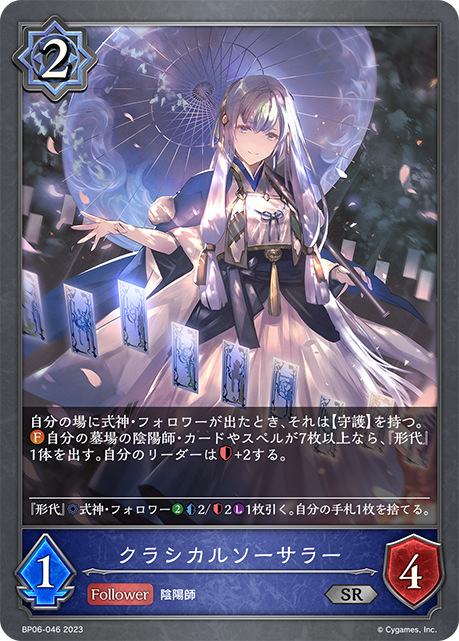 2
自分の場に式神・フォロワーが出たとき、それは【守護】を持つ。
F 自分の墓場の陰陽師・カードやスペルが7枚以上なら、『形代』
1体を出す。自分のリーダーは+2する。
『形代』 式神・フォロワー 2 2/2 L 1枚引く。自分の手札1枚を捨てる。
クラシカルソーサラー
1
Follower 陰陽師
SR
4
BP06-046 2023
© Cygames, Inc.